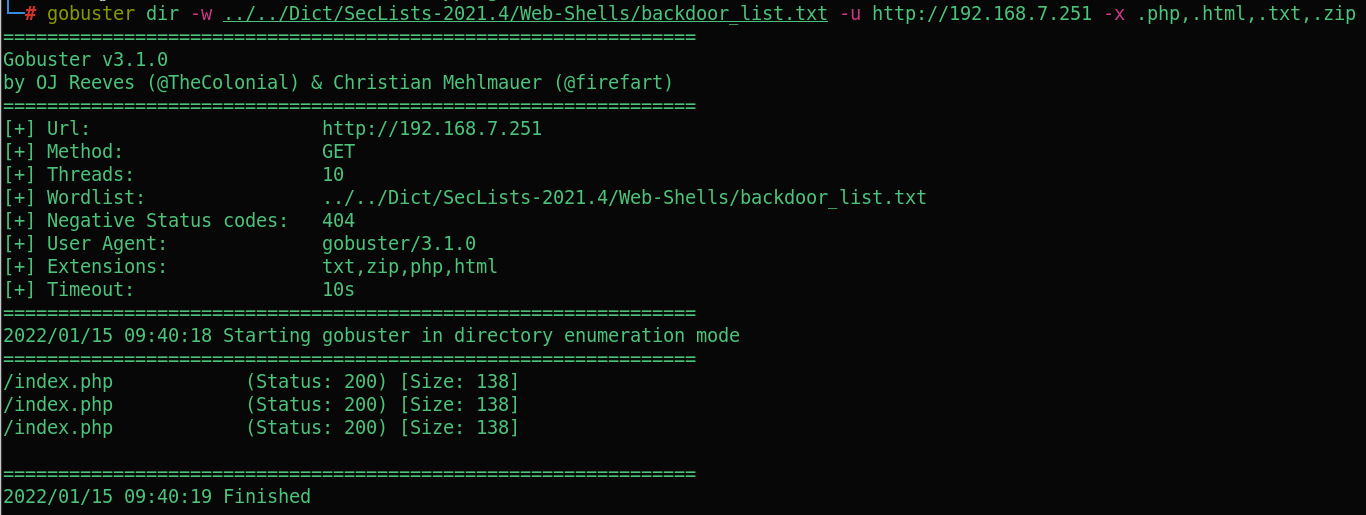 └─# gobuster dir -w ../../Dict/SecLists-2021.4/Web-Shells/backdoor_list.txt -u http://192.168.7.251 -x .php,.html,.txt,.zip
===============================================================
Gobuster v3.1.0
by OJ Reeves (@TheColonial) & Christian Mehlmauer (@firefart)
===============================================================
[+] Url:                     http://192.168.7.251
[+] Method:                  GET
[+] Threads:                 10
[+] Wordlist:                ../../Dict/SecLists-2021.4/Web-Shells/backdoor_list.txt
[+] Negative Status codes:   404
[+] User Agent:              gobuster/3.1.0
[+] Extensions:              txt,zip,php,html
[+] Timeout:                 10s
===============================================================
2022/01/15 09:40:18 Starting gobuster in directory enumeration mode
===============================================================
/index.php            (Status: 200) [Size: 138]
/index.php            (Status: 200) [Size: 138]
/index.php            (Status: 200) [Size: 138]
===============================================================
2022/01/15 09:40:19 Finished